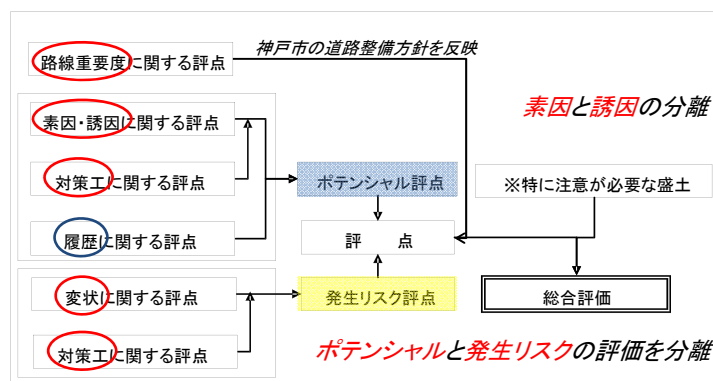 神戸市の道路整備方針を反映
路線重要度に関する評点
素因と誘因の分離
素因・誘因に関する評点
対策工に関する評点
ポテンシャル評点
※特に注意が必要な盛土
履歴に関する評点
評　点
変状に関する評点
発生リスク評点
総合評価
対策工に関する評点
ポテンシャルと発生リスクの評価を分離